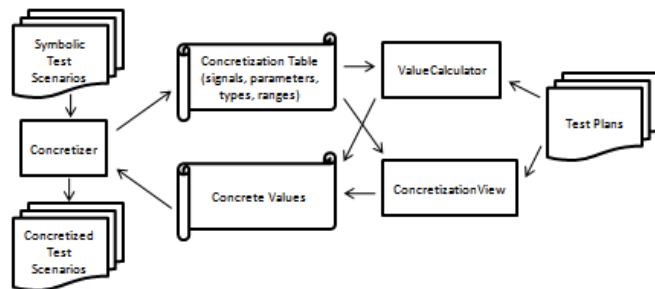 Symbolic
Test
Scenarios
Concretization Table
(signals, parameters,
types, ranges)
ValueCalculator
Test Plans
Concretizer
Concrete Values
ConcretizationView
Concretized
Test
Scenarios